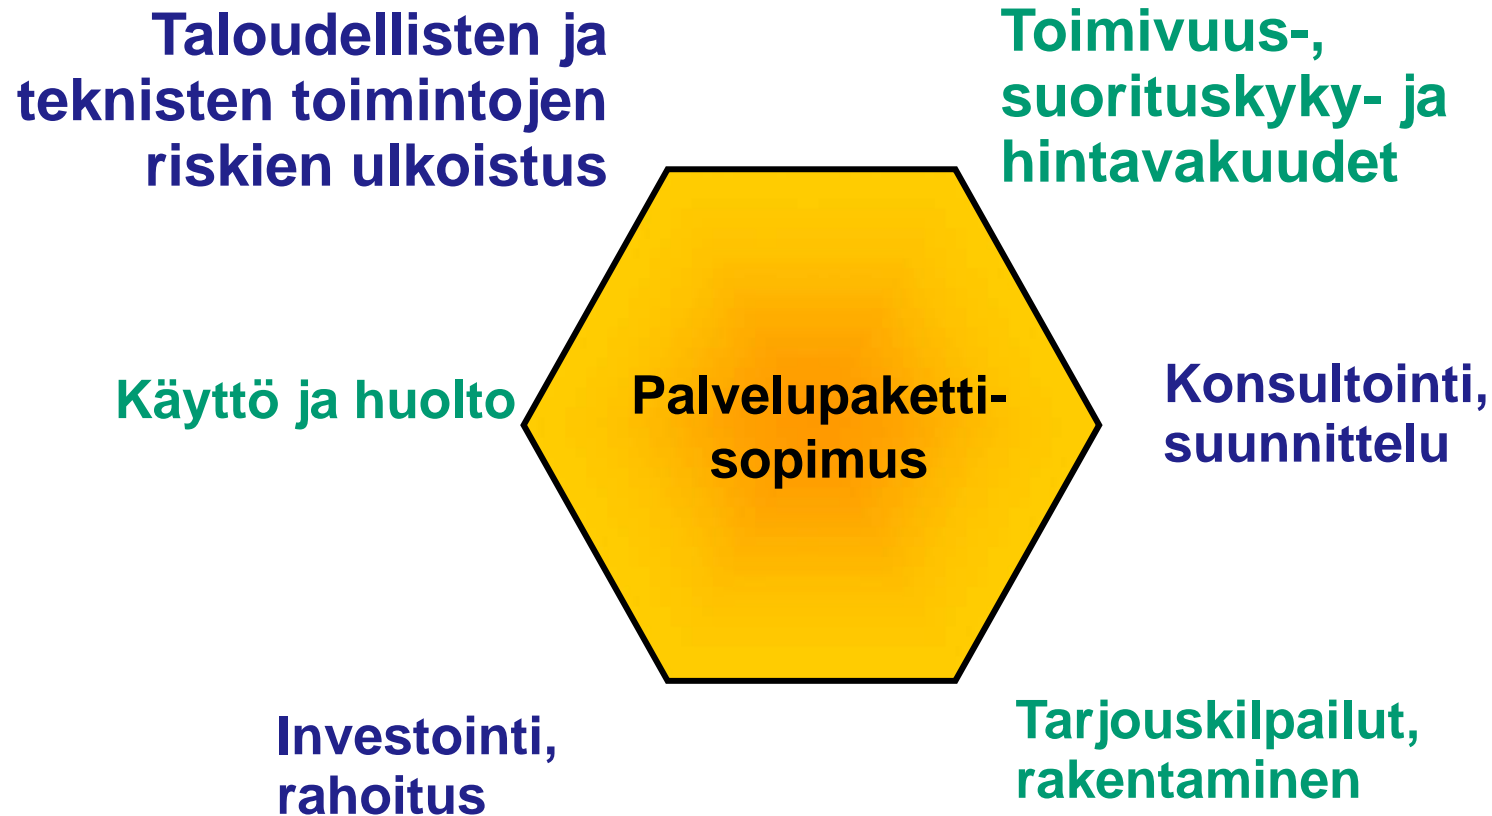 Taloudellisten ja
teknisten toimintojen
riskien ulkoistus
Toimivuus-,
suorituskyky- ja
hintavakuudet
Käyttö ja huolto
Palvelupaketti-
sopimus
Konsultointi,
suunnittelu
Investointi,
rahoitus
Tarjouskilpailut,
rakentaminen